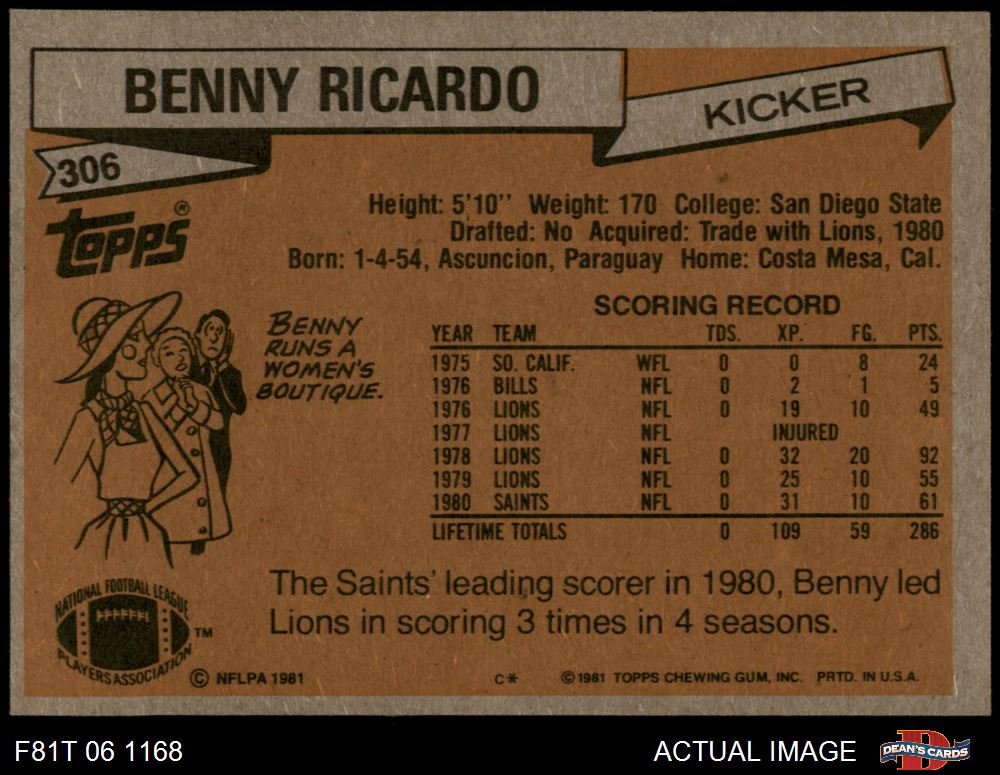 BENNY RICARDO
KICKER
306
topps®
Height: 5'10'' Weight: 170 College: San Diego State
Drafted: No Acquired: Trade with Lions, 1980
Born: 1-4-54, Ascuncion, Paraguay Home: Costa Mesa, Cal.
BENNY
RUNS A
WOMEN'S
BOUTIQUE.
SCORING RECORD
YEAR TEAM TDS. XP. FG. PTS.
1975 SO. CALIF. WFL 0 0 8 24
1976 BILLS NFL 0 2 1 5
1976 LIONS NFL 0 19 10 49
1977 LIONS NFL INJURED
1978 LIONS NFL 0 32 20 92
1979 LIONS NFL 0 25 10 55
1980 SAINTS NFL 0 31 10 61
LIFETIME TOTALS 0 109 59 286
The Saints' leading scorer in 1980, Benny led
Lions in scoring 3 times in 4 seasons.
NATIONAL FOOTBALL LEAGUE
PLAYERS ASSOCIATION
TM
© NFLPA 1981
C* © 1981 TOPPS CHEWING GUM, INC. PRTD. IN U.S.A.
F81T 06 1168
ACTUAL IMAGE
D
DEAN'S CARDS